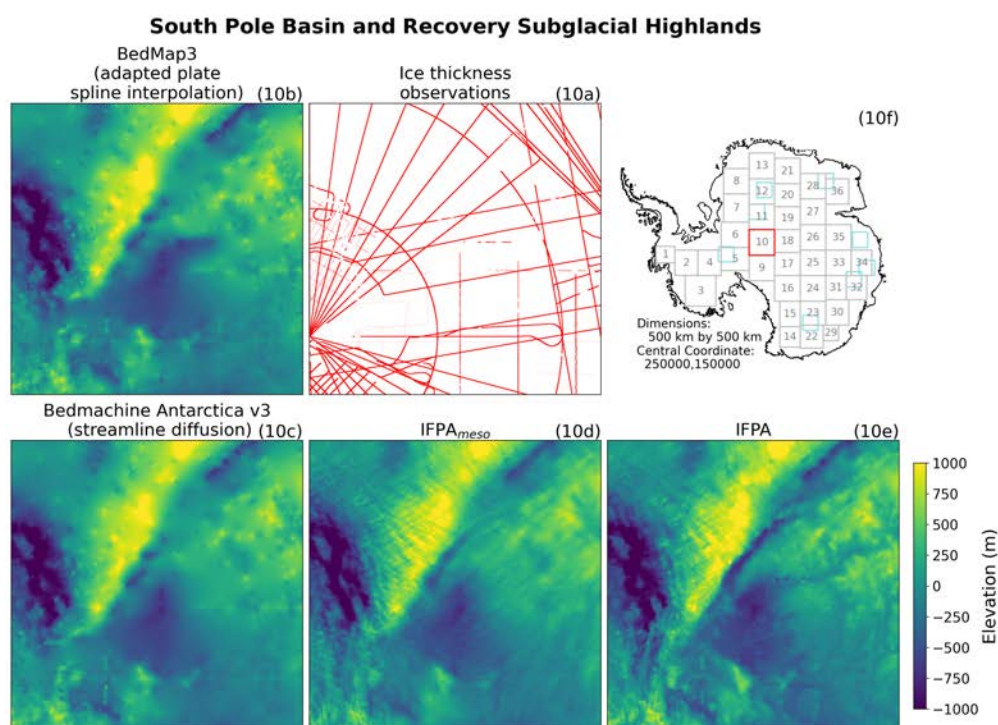 South Pole Basin and Recovery Subglacial Highlands
BedMap3
(adapted plate
spline interpolation)
(10b)
Ice thickness
observations
(10a)
(10f)
13
21
8
12
20
28
36
7
11
19
27
6
10
18
26
35
1
2
4
5
9
17
25
33
34
3
16
24
31
32
15
23
30
14
22
29
Dimensions:
500 km by 500 km
Central Coordinate:
250000,150000
Bedmachine Antarctica v3
(streamline diffusion)
(10c)
IFPAmeso
(10d)
IFPA
(10e)
1000
750
500
250
0
−250
−500
−750
−1000
Elevation (m)